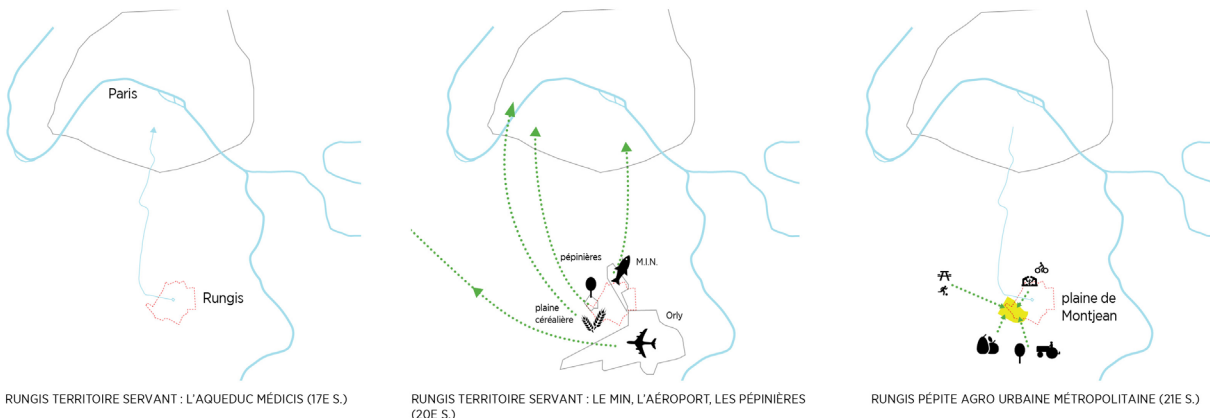 Paris
Rungis
RUNGIS TERRITOIRE SERVANT : L'AQUEDUC MÉDICIS (17E S.)
pépinières
M.I.N.
plaine
céréalière
Orly
RUNGIS TERRITOIRE SERVANT : LE MIN, L'AÉROPORT, LES PÉPINIÈRES
(20E S.)
plaine de
Montjean
RUNGIS PÉPITE AGRO URBAINE MÉTROPOLITAINE (21E S.)